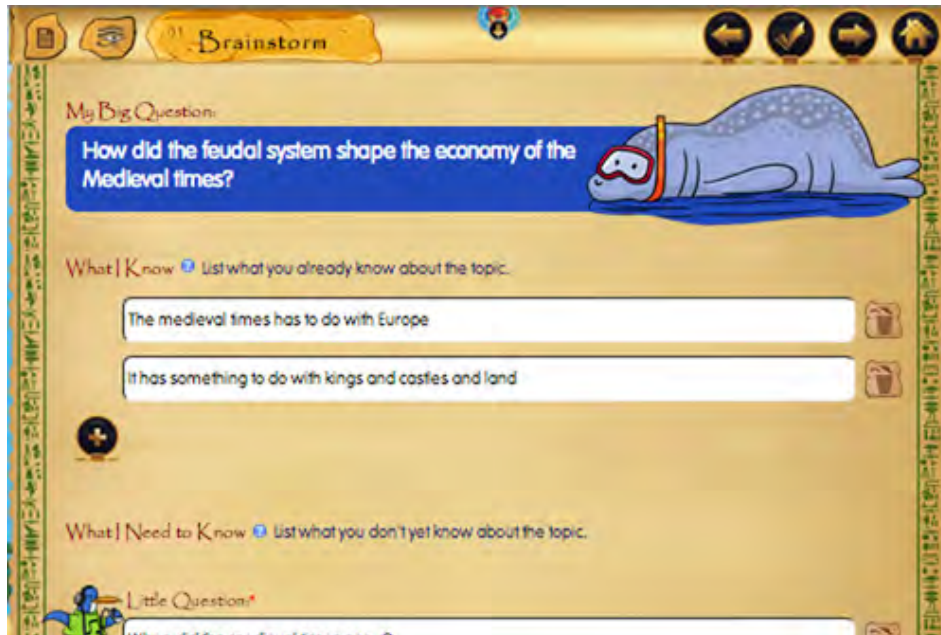 Brainstorm
My Big Question:
How did the feudal system shape the economy of the
Medieval times?
What I Know ? List what you already know about the topic.
The medieval times has to do with Europe
It has something to do with kings and castles and land
What I Need to Know ? List what you don't yet know about the topic.
Little Question:*